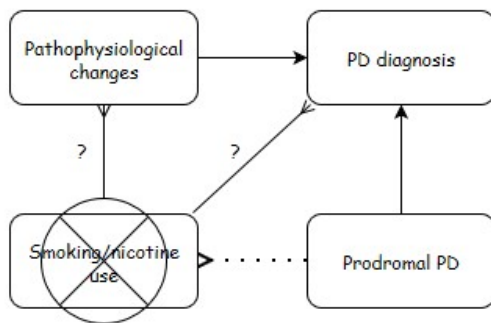 Pathophysiological
changes
PD diagnosis
?
?
Smoking/nicotine
use
Prodromal PD